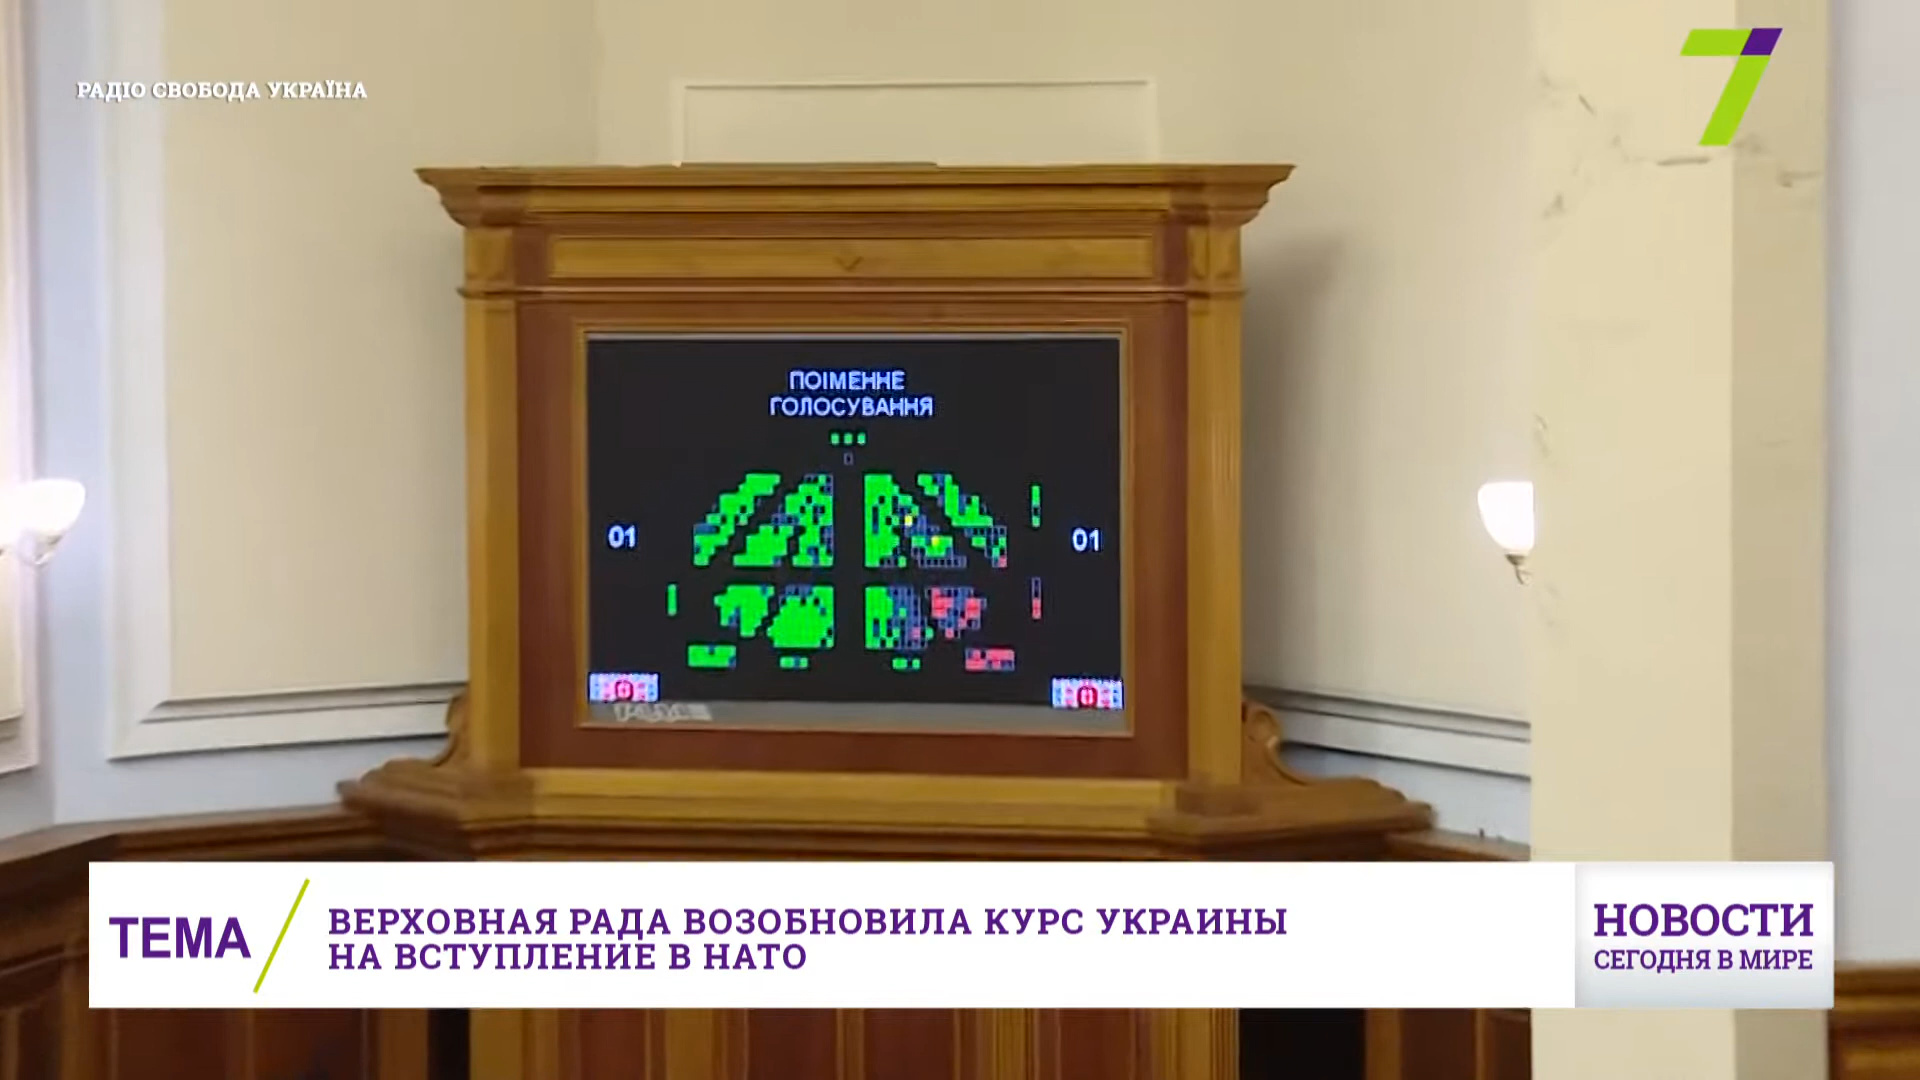 РАДІО СВОБОДА УКРАЇНА
7
ПОІМЕННЕ
ГОЛОСУВАННЯ
01
01
ТЕМА
ВЕРХОВНАЯ РАДА ВОЗОБНОВИЛА КУРС УКРАИНЫ
НА ВСТУПЛЕНИЕ В НАТО
НОВОСТИ
СЕГОДНЯ В МИРЕ